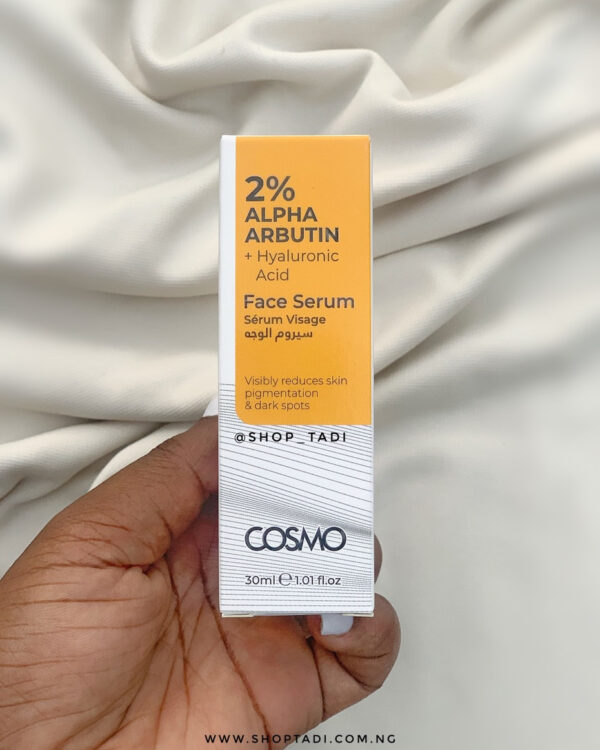 2%
ALPHA
ARBUTIN
+ Hyaluronic
Acid
Face Serum
Sérum Visage
سيروم الوجه
Visibly reduces skin
pigmentation
& dark spots
@SHOP_TADI
COSMO
30ml ℮ 1.01 fl.oz
WWW.SHOPTADI.COM.NG